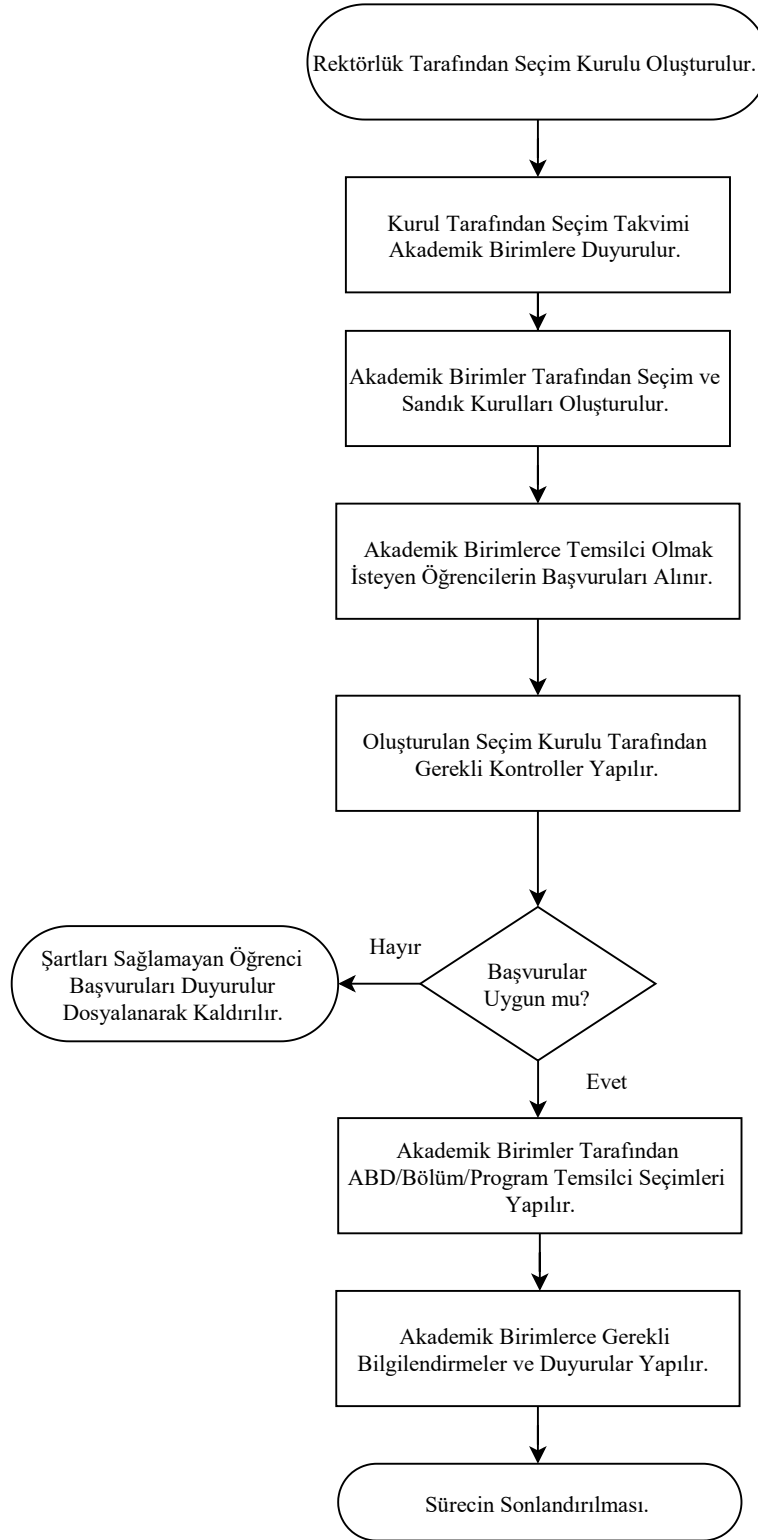 Rektörlük Tarafından Seçim Kurulu Oluşturulur.
Kurul Tarafından Seçim Takvimi
Akademik Birimlere Duyurulur.
Akademik Birimler Tarafından Seçim ve
Sandık Kurulları Oluşturulur.
Akademik Birimlerce Temsilci Olmak
İsteyen Öğrencilerin Başvuruları Alınır.
Oluşturulan Seçim Kurulu Tarafından
Gerekli Kontroller Yapılır.
Başvurular
Uygun mu?
Hayır
Şartları Sağlamayan Öğrenci
Başvuruları Duyurulur
Dosyalanarak Kaldırılır.
Evet
Akademik Birimler Tarafından
ABD/Bölüm/Program Temsilci Seçimleri
Yapılır.
Akademik Birimlerce Gerekli
Bilgilendirmeler ve Duyurular Yapılır.
Sürecin Sonlandırılması.